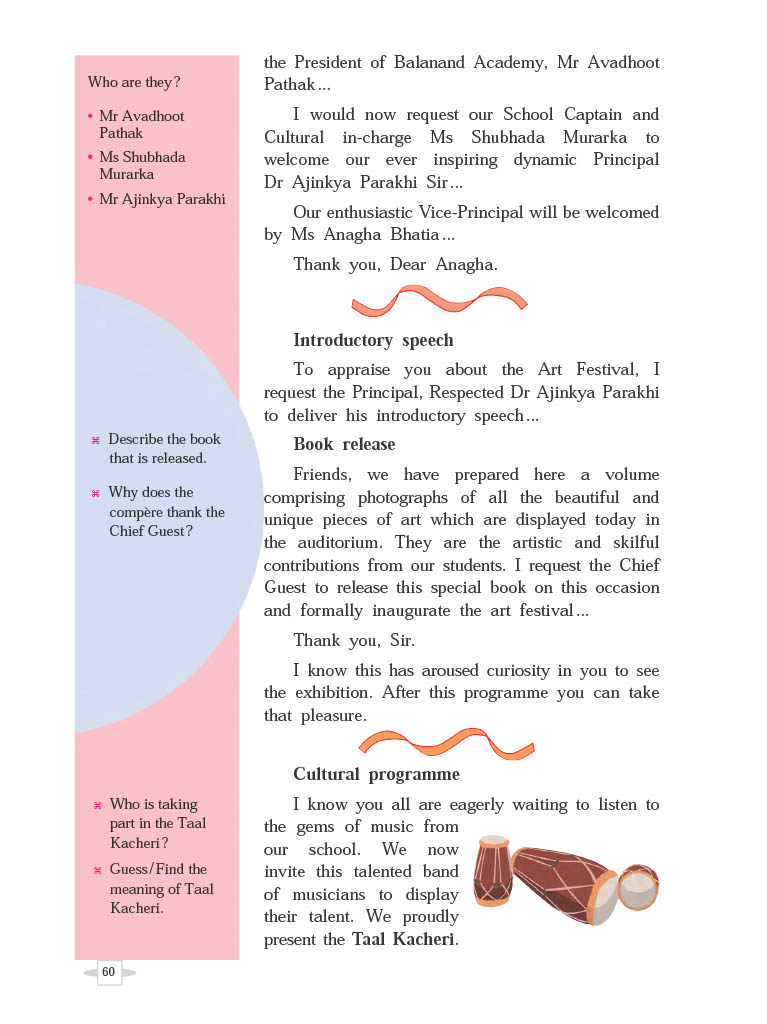 Who are they?
• Mr Avadhoot
Pathak
• Ms Shubhada
Murarka
• Mr Ajinkya Parakhi
⌘ Describe the book
that is released.
⌘ Why does the
compère thank the
Chief Guest?
⌘ Who is taking
part in the Taal
Kacheri?
⌘ Guess/Find the
meaning of Taal
Kacheri.
the President of Balanand Academy, Mr Avadhoot
Pathak...
I would now request our School Captain and
Cultural in-charge Ms Shubhada Murarka to
welcome our ever inspiring dynamic Principal
Dr Ajinkya Parakhi Sir...
Our enthusiastic Vice-Principal will be welcomed
by Ms Anagha Bhatia...
Thank you, Dear Anagha.
Introductory speech
To appraise you about the Art Festival, I
request the Principal, Respected Dr Ajinkya Parakhi
to deliver his introductory speech...
Book release
Friends, we have prepared here a volume
comprising photographs of all the beautiful and
unique pieces of art which are displayed today in
the auditorium. They are the artistic and skilful
contributions from our students. I request the Chief
Guest to release this special book on this occasion
and formally inaugurate the art festival...
Thank you, Sir.
I know this has aroused curiosity in you to see
the exhibition. After this programme you can take
that pleasure.
Cultural programme
I know you all are eagerly waiting to listen to
the gems of music from
our school. We now
invite this talented band
of musicians to display
their talent. We proudly
present the Taal Kacheri.
60